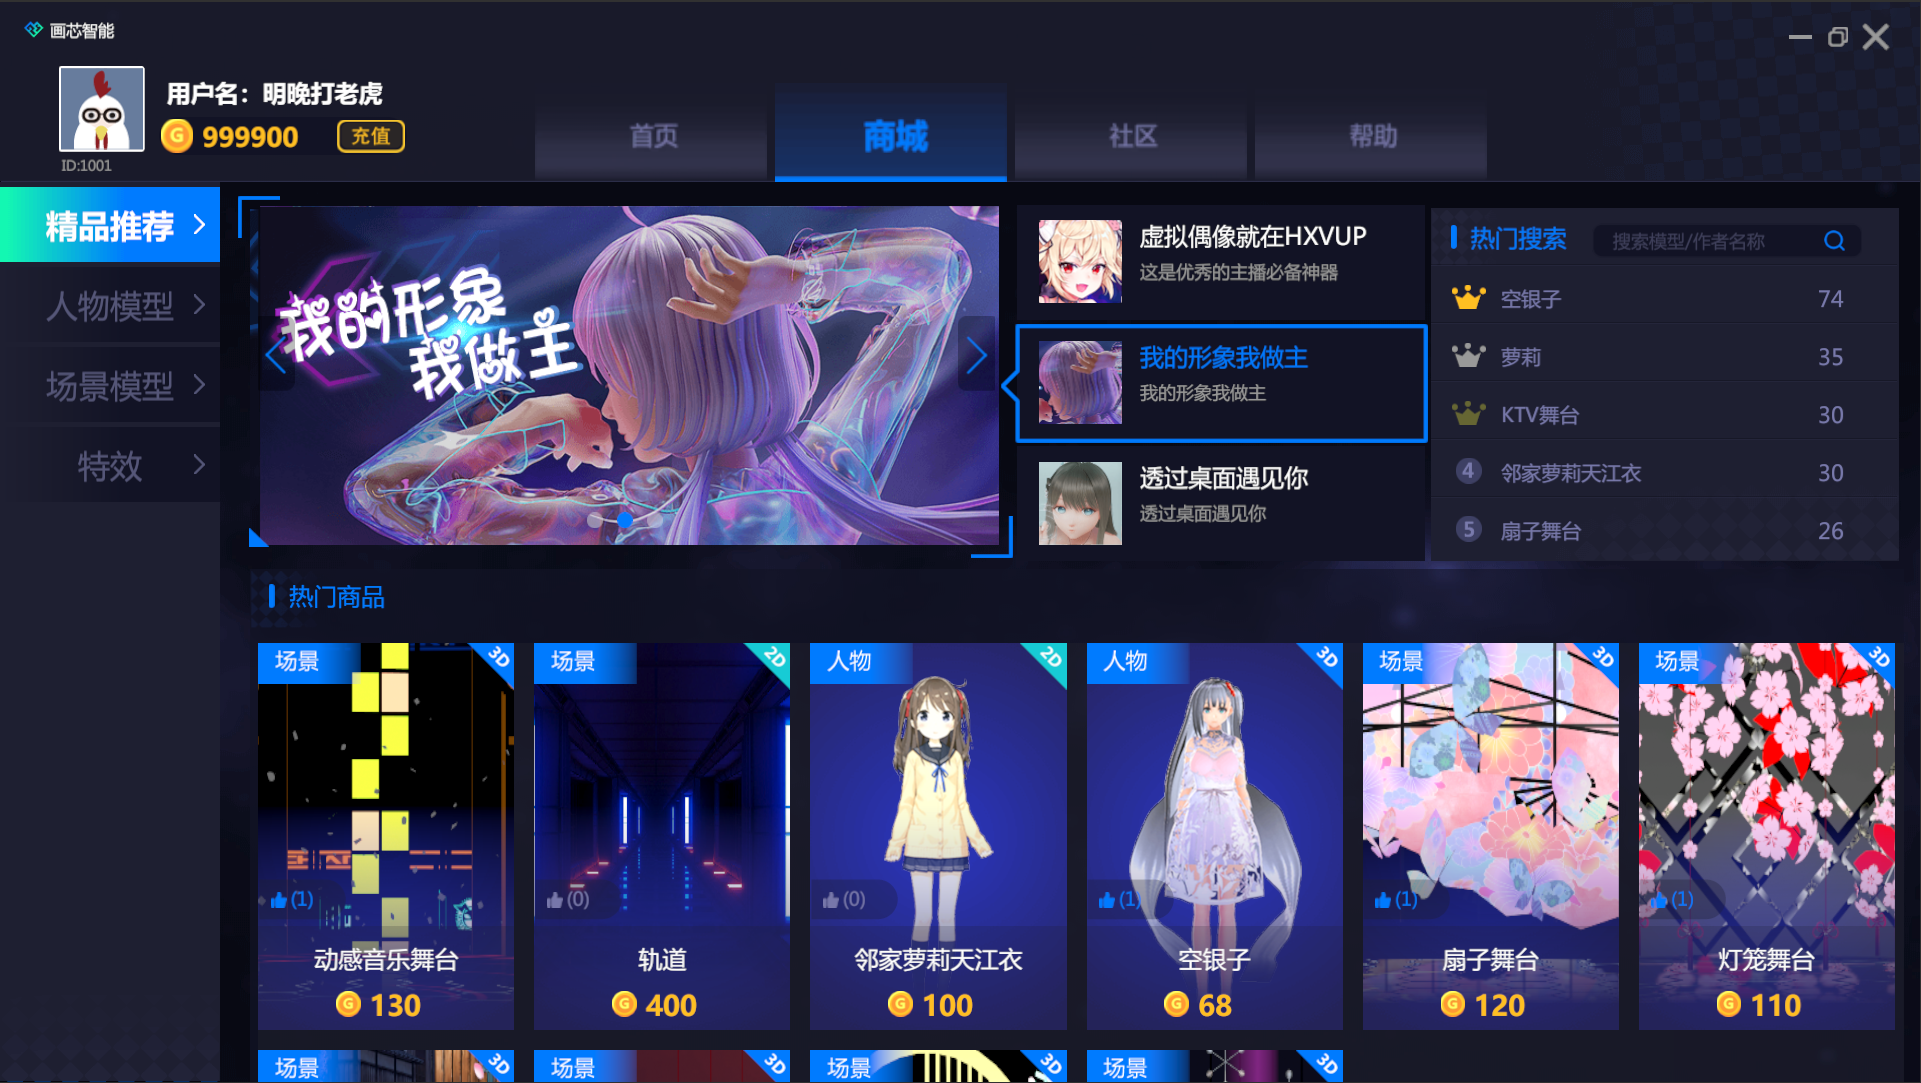 画芯智能
用户名：明晚打老虎
G 999900 充值
ID:1001
首页
商城
社区
帮助
精品推荐
人物模型
场景模型
特效
我的形象
我做主
虚拟偶像就在HXVUP
这是优秀的主播必备神器
我的形象我做主
我的形象我做主
透过桌面遇见你
透过桌面遇见你
热门搜索
搜索模型/作者名称
空银子 74
萝莉 35
KTV舞台 30
4 邻家萝莉天江衣 30
5 扇子舞台 26
热门商品
场景 3D
(1)
动感音乐舞台
G 130
场景 2D
(0)
轨道
G 400
人物 2D
(0)
邻家萝莉天江衣
G 100
人物 3D
(1)
空银子
G 68
场景 3D
(1)
扇子舞台
G 120
场景 3D
(1)
灯笼舞台
G 110
场景 3D
场景 3D
场景 3D
场景 3D